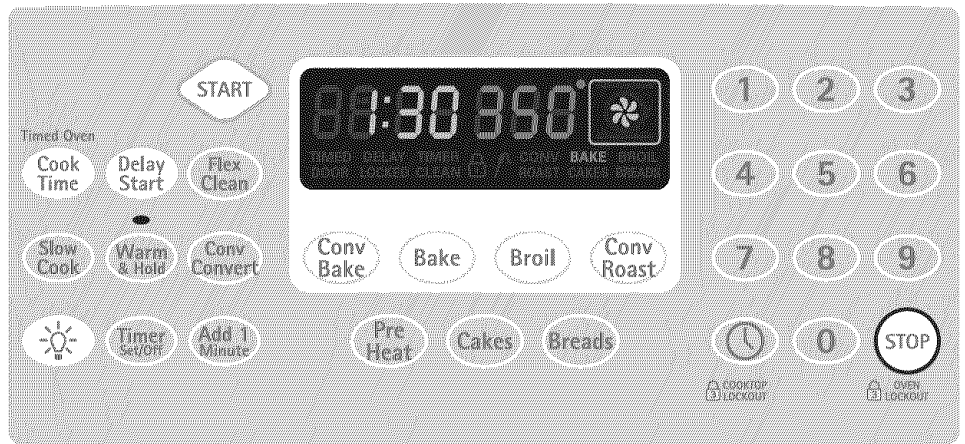 START
1:30 350°
TIMED DELAY TIMER CONV BAKE BROIL
DOOR LOCKED CLEAN ROAST CAKES BREADS
Timed Oven
Cook Time
Delay Start
Flex Clean
Slow Cook
Warm & Hold
Conv Convert
Timer Set/Off
Add 1 Minute
Conv Bake
Bake
Broil
Conv Roast
Pre Heat
Cakes
Breads
1 2 3
4 5 6
7 8 9
0 STOP
3 COOKTOP LOCKOUT
3 OVEN LOCKOUT